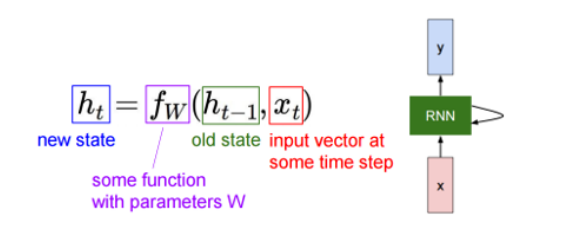 h_t = f_W(h_{t-1}, x_t)
new state
old state
input vector at
some time step
some function
with parameters W
y
RNN
x